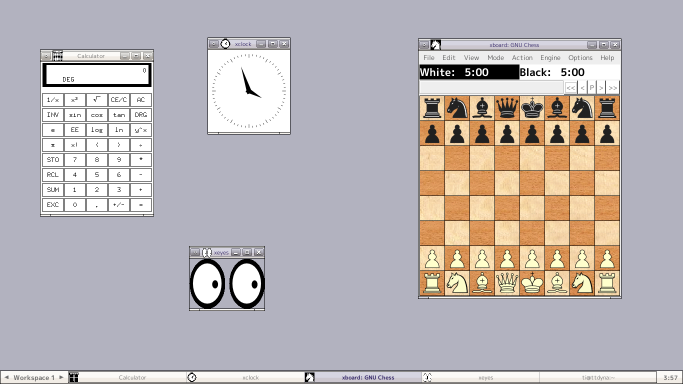 xboard: GNU Chess
xclock
File Edit View Mode Action Engine Options Help
Calculator
White: 5:00 Black: 5:00
0
DEG
<< < P > >>
1/x x² √ CE/C AC
INV sin cos tan DRG
e EE log ln y^x
π x! ( ) ÷
STO 7 8 9 *
RCL 4 5 6 -
SUM 1 2 3 +
EXC 0 . +/- =
xeyes
Workspace 1 Calculator xclock xboard: GNU Chess xeyes 3:57